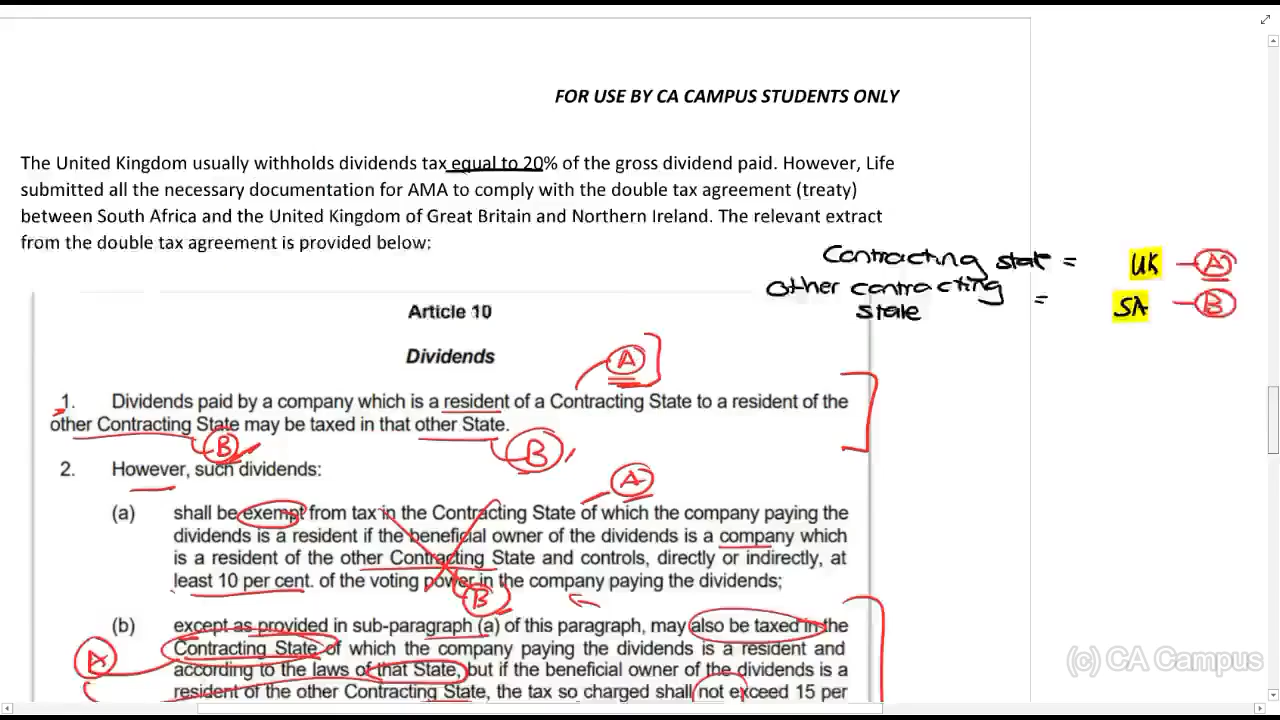 FOR USE BY CA CAMPUS STUDENTS ONLY
The United Kingdom usually withholds dividends tax equal to 20% of the gross dividend paid. However, Life
submitted all the necessary documentation for AMA to comply with the double tax agreement (treaty)
between South Africa and the United Kingdom of Great Britain and Northern Ireland. The relevant extract
from the double tax agreement is provided below:
Contracting state = UK A
Other contracting = SA B
state
Article 10
Dividends
A
1. Dividends paid by a company which is a resident of a Contracting State to a resident of the
other Contracting State may be taxed in that other State.
B B
2. However, such dividends:
A
(a) shall be exempt from tax in the Contracting State of which the company paying the
dividends is a resident if the beneficial owner of the dividends is a company which
is a resident of the other Contracting State and controls, directly or indirectly, at
least 10 per cent. of the voting power in the company paying the dividends;
B
(b) except as provided in sub-paragraph (a) of this paragraph, may also be taxed in the
A
Contracting State of which the company paying the dividends is a resident and
according to the laws of that State, but if the beneficial owner of the dividends is a
resident of the other Contracting State, the tax so charged shall not exceed 15 per
(c) CA Campus